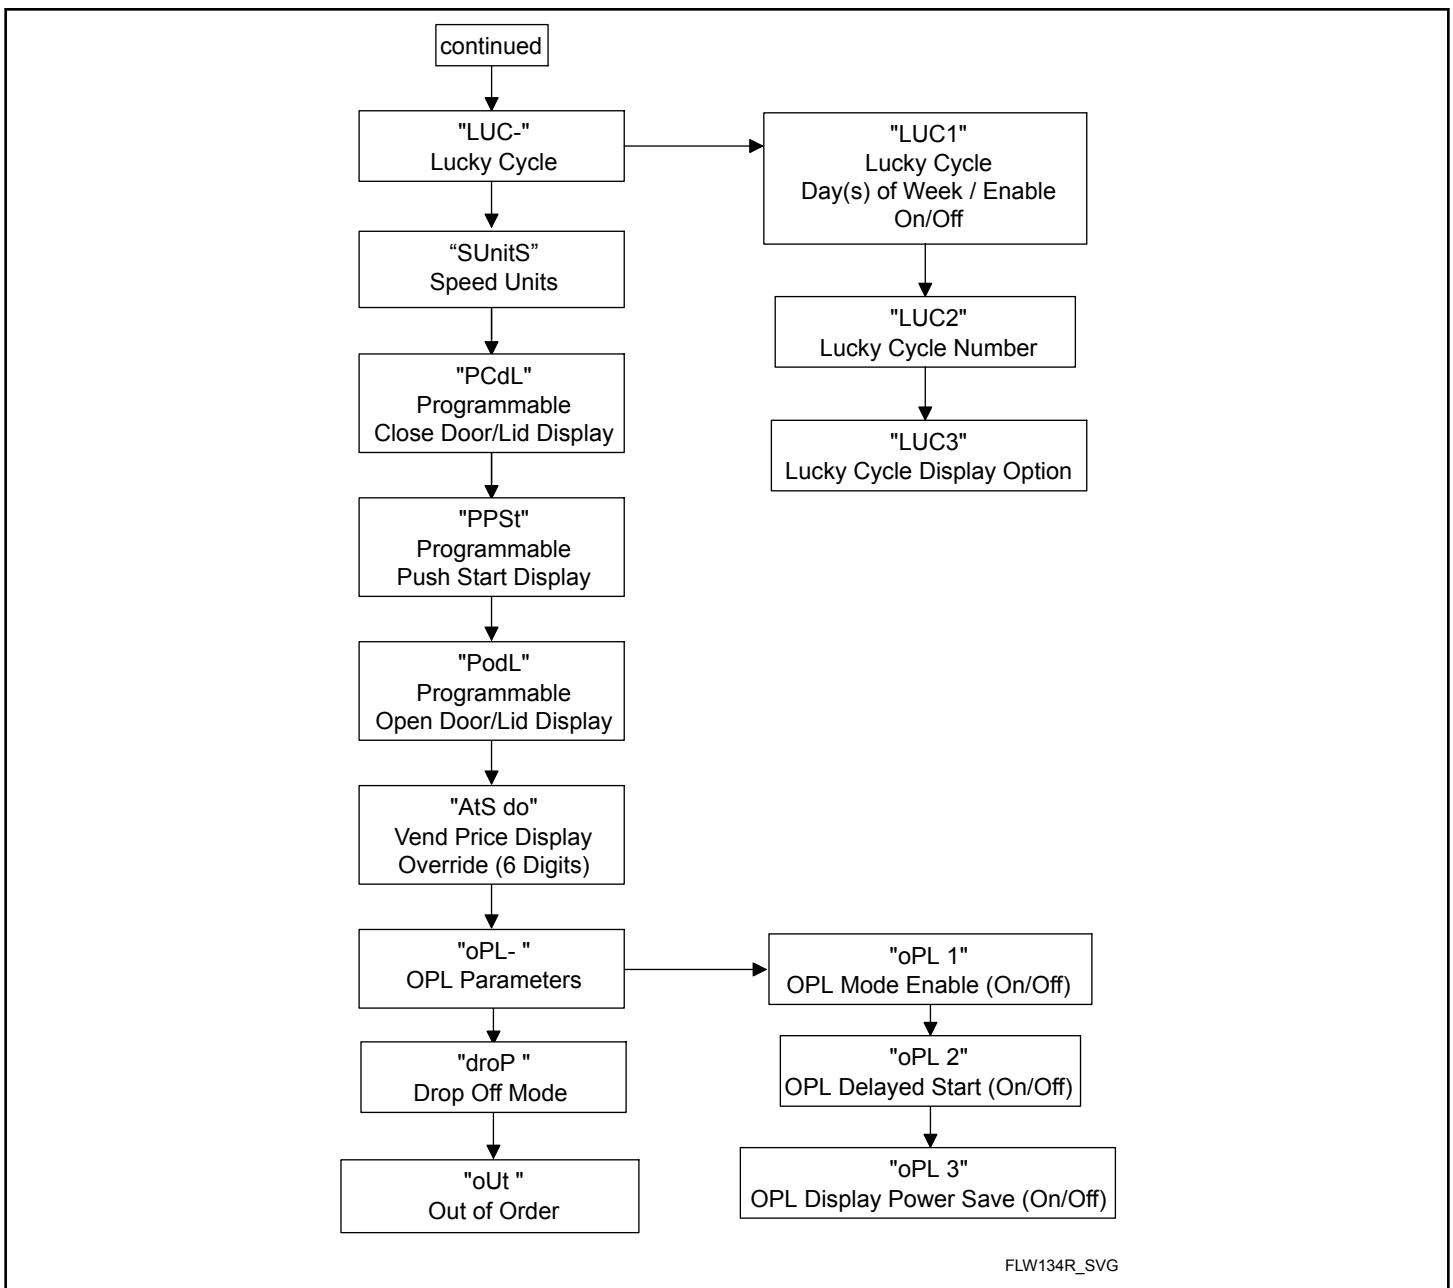 continued
"LUC-"
Lucky Cycle
"LUC1"
Lucky Cycle
Day(s) of Week / Enable
On/Off
"LUC2"
Lucky Cycle Number
"LUC3"
Lucky Cycle Display Option
“SUnitS”
Speed Units
"PCdL"
Programmable
Close Door/Lid Display
"PPSt"
Programmable
Push Start Display
"PodL"
Programmable
Open Door/Lid Display
"AtS do"
Vend Price Display
Override (6 Digits)
"oPL- "
OPL Parameters
"oPL 1"
OPL Mode Enable (On/Off)
"oPL 2"
OPL Delayed Start (On/Off)
"oPL 3"
OPL Display Power Save (On/Off)
"droP "
Drop Off Mode
"oUt "
Out of Order
FLW134R_SVG